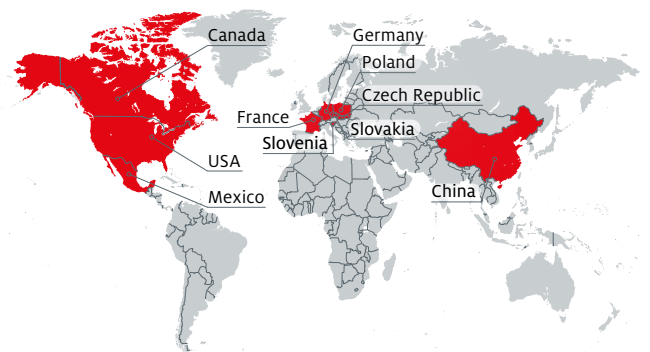 Canada
Germany
Poland
Czech Republic
France
Slovakia
Slovenia
USA
China
Mexico